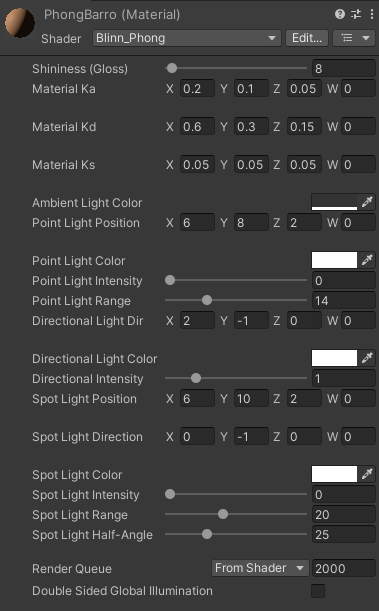 PhongBarro (Material)
Shader Blinn_Phong Edit...
Shininess (Gloss) 8
Material Ka X 0.2 Y 0.1 Z 0.05 W 0
Material Kd X 0.6 Y 0.3 Z 0.15 W 0
Material Ks X 0.05 Y 0.05 Z 0.05 W 0
Ambient Light Color
Point Light Position X 6 Y 8 Z 2 W 0
Point Light Color
Point Light Intensity 0
Point Light Range 14
Directional Light Dir X 2 Y -1 Z 0 W 0
Directional Light Color
Directional Intensity 1
Spot Light Position X 6 Y 10 Z 2 W 0
Spot Light Direction X 0 Y -1 Z 0 W 0
Spot Light Color
Spot Light Intensity 0
Spot Light Range 20
Spot Light Half-Angle 25
Render Queue From Shader 2000
Double Sided Global Illumination